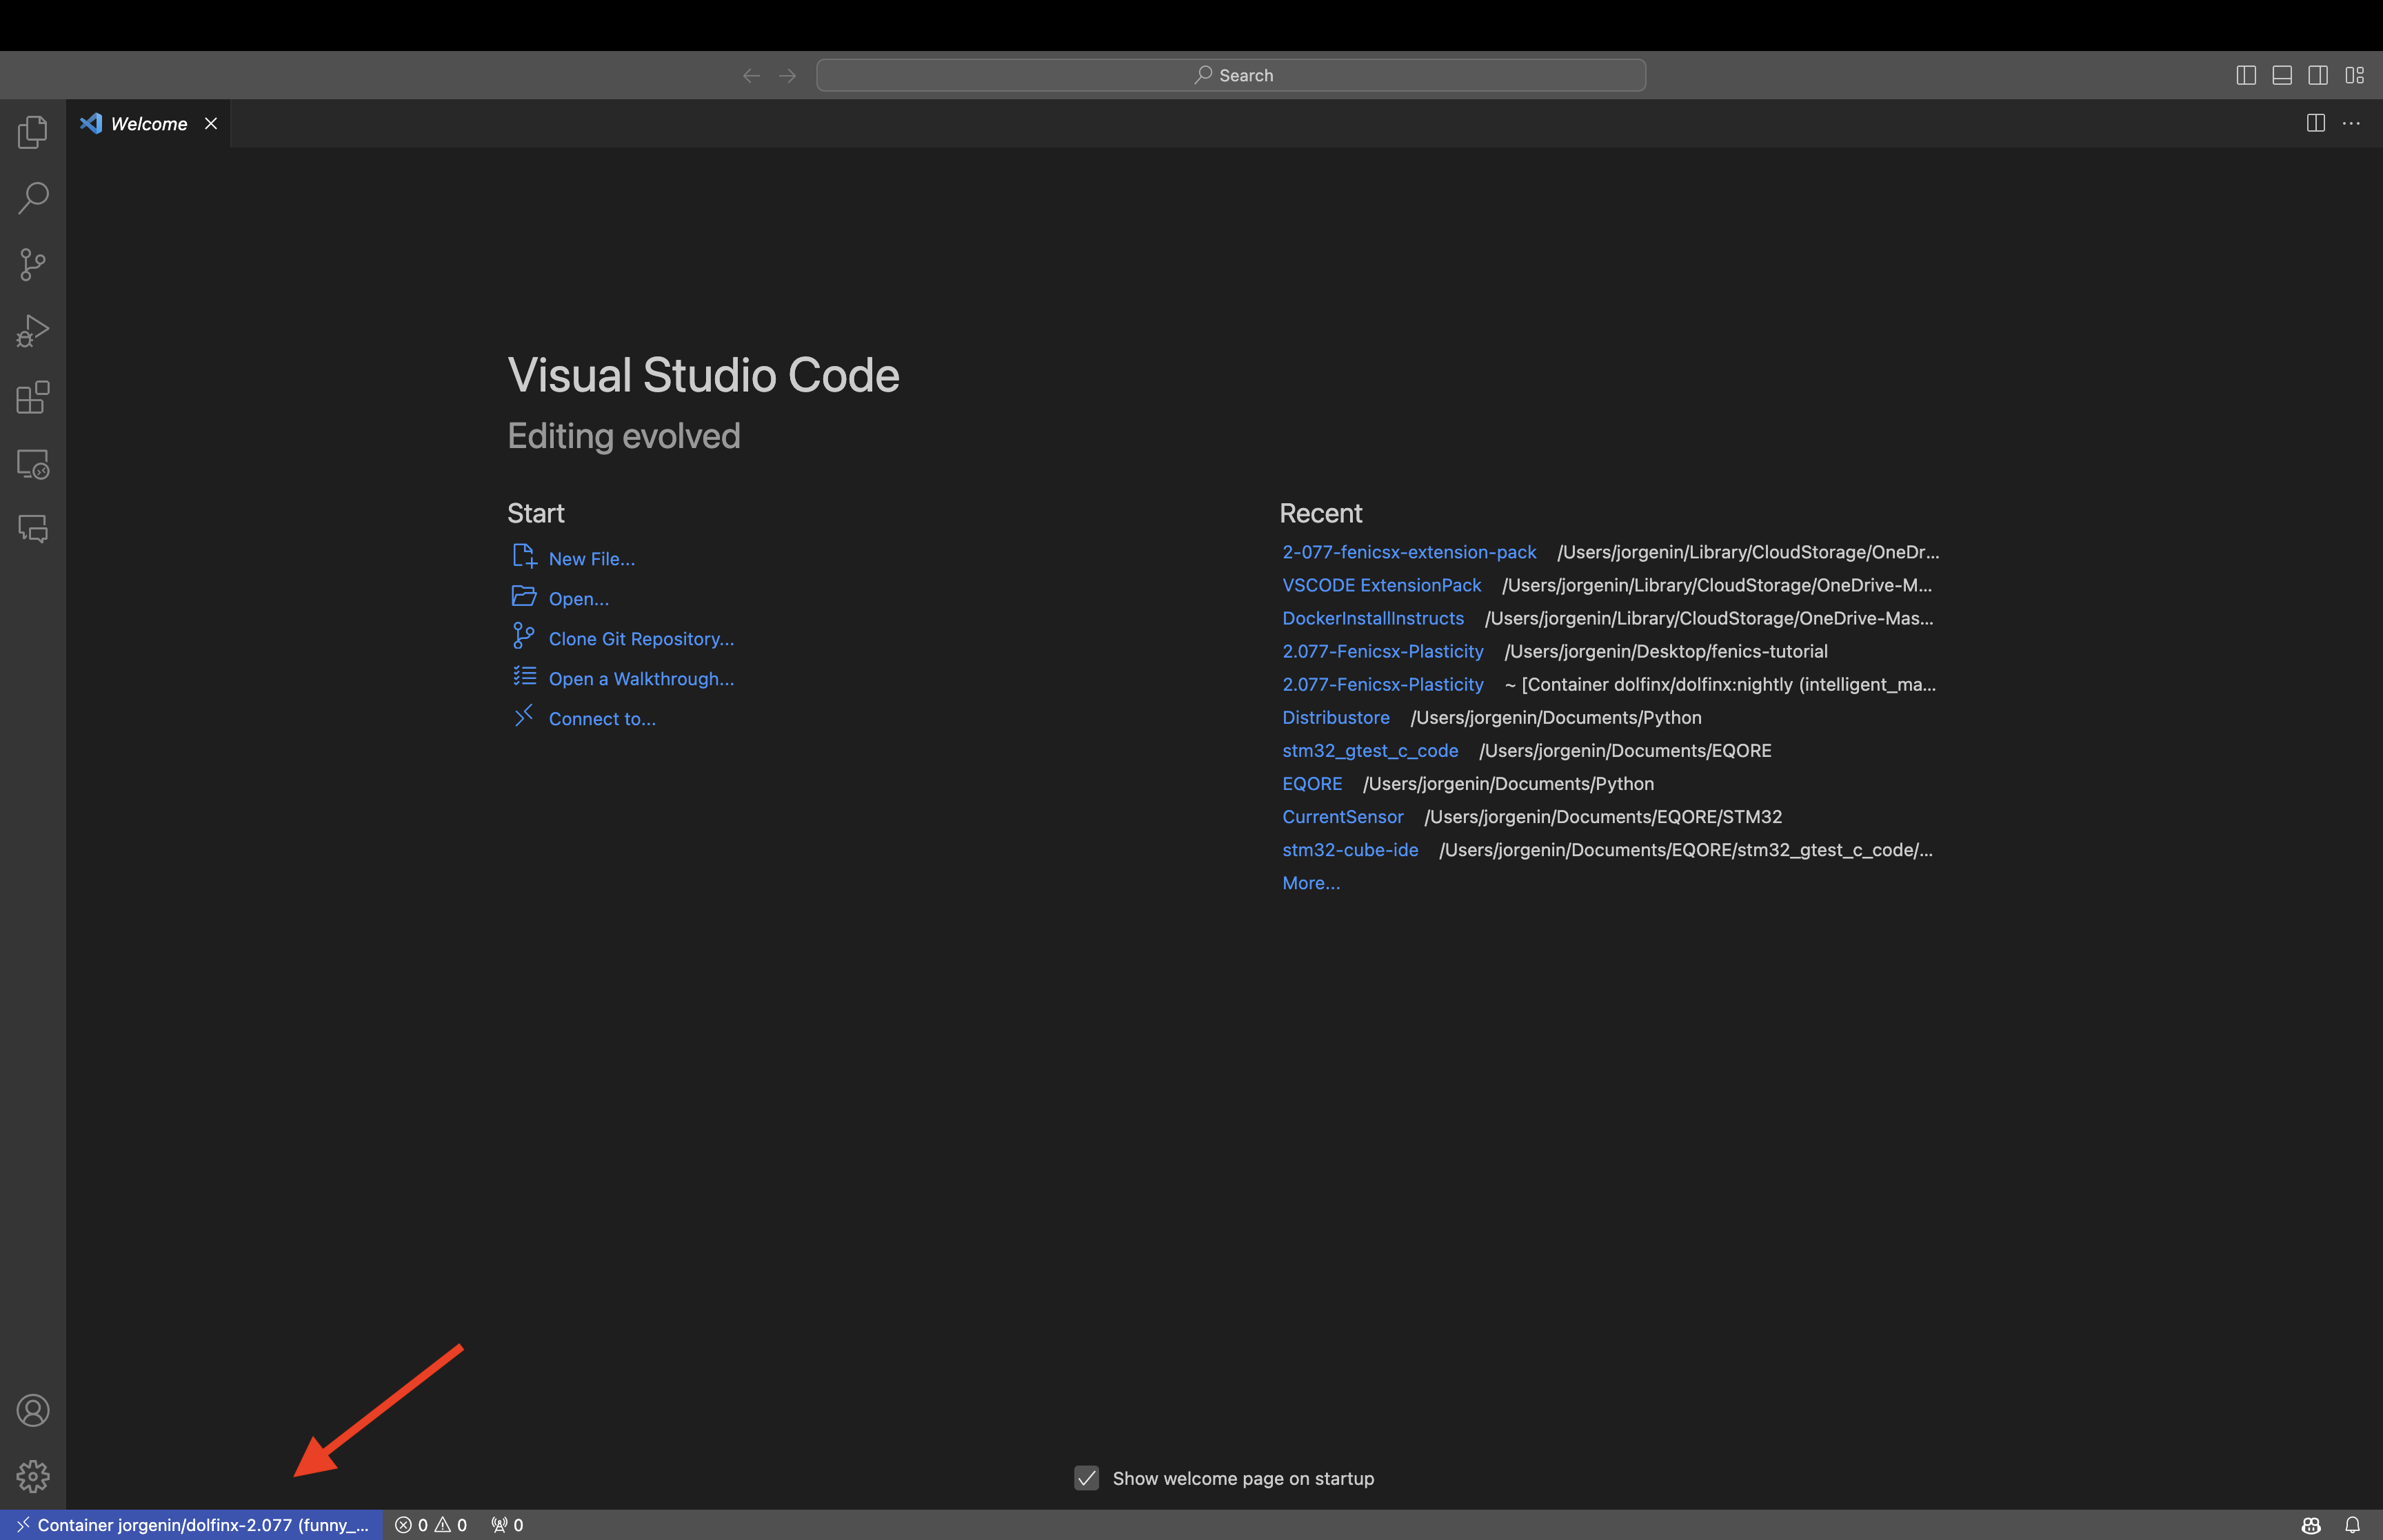 Search
Welcome
Visual Studio Code
Editing evolved
Start
New File...
Open...
Clone Git Repository...
Open a Walkthrough...
Connect to...
Recent
2-077-fenicsx-extension-pack /Users/jorgenin/Library/CloudStorage/OneDr...
VSCODE ExtensionPack /Users/jorgenin/Library/CloudStorage/OneDrive-M...
DockerInstallInstructs /Users/jorgenin/Library/CloudStorage/OneDrive-Mas...
2.077-Fenicsx-Plasticity /Users/jorgenin/Desktop/fenics-tutorial
2.077-Fenicsx-Plasticity ~ [Container dolfinx/dolfinx:nightly (intelligent_ma...
Distribustore /Users/jorgenin/Documents/Python
stm32_gtest_c_code /Users/jorgenin/Documents/EQORE
EQORE /Users/jorgenin/Documents/Python
CurrentSensor /Users/jorgenin/Documents/EQORE/STM32
stm32-cube-ide /Users/jorgenin/Documents/EQORE/stm32_gtest_c_code/...
More...
Show welcome page on startup
Container jorgenin/dolfinx-2.077 (funny_... 0 0 0